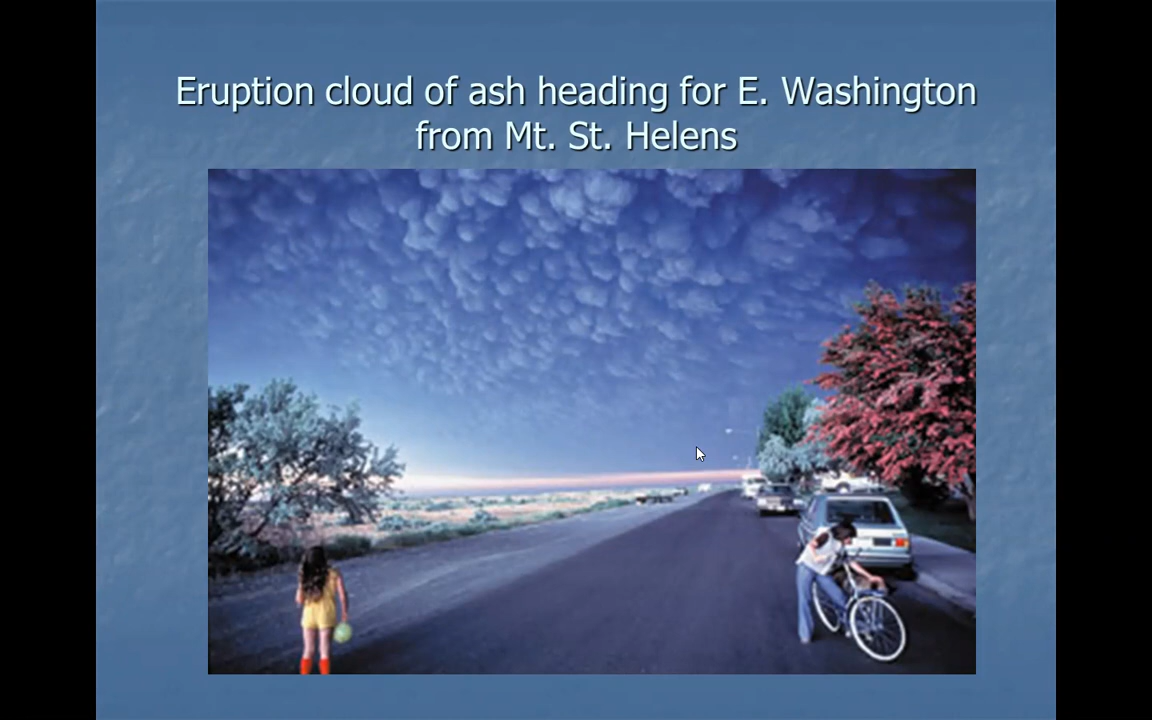 Eruption cloud of ash heading for E. Washington
from Mt. St. Helens